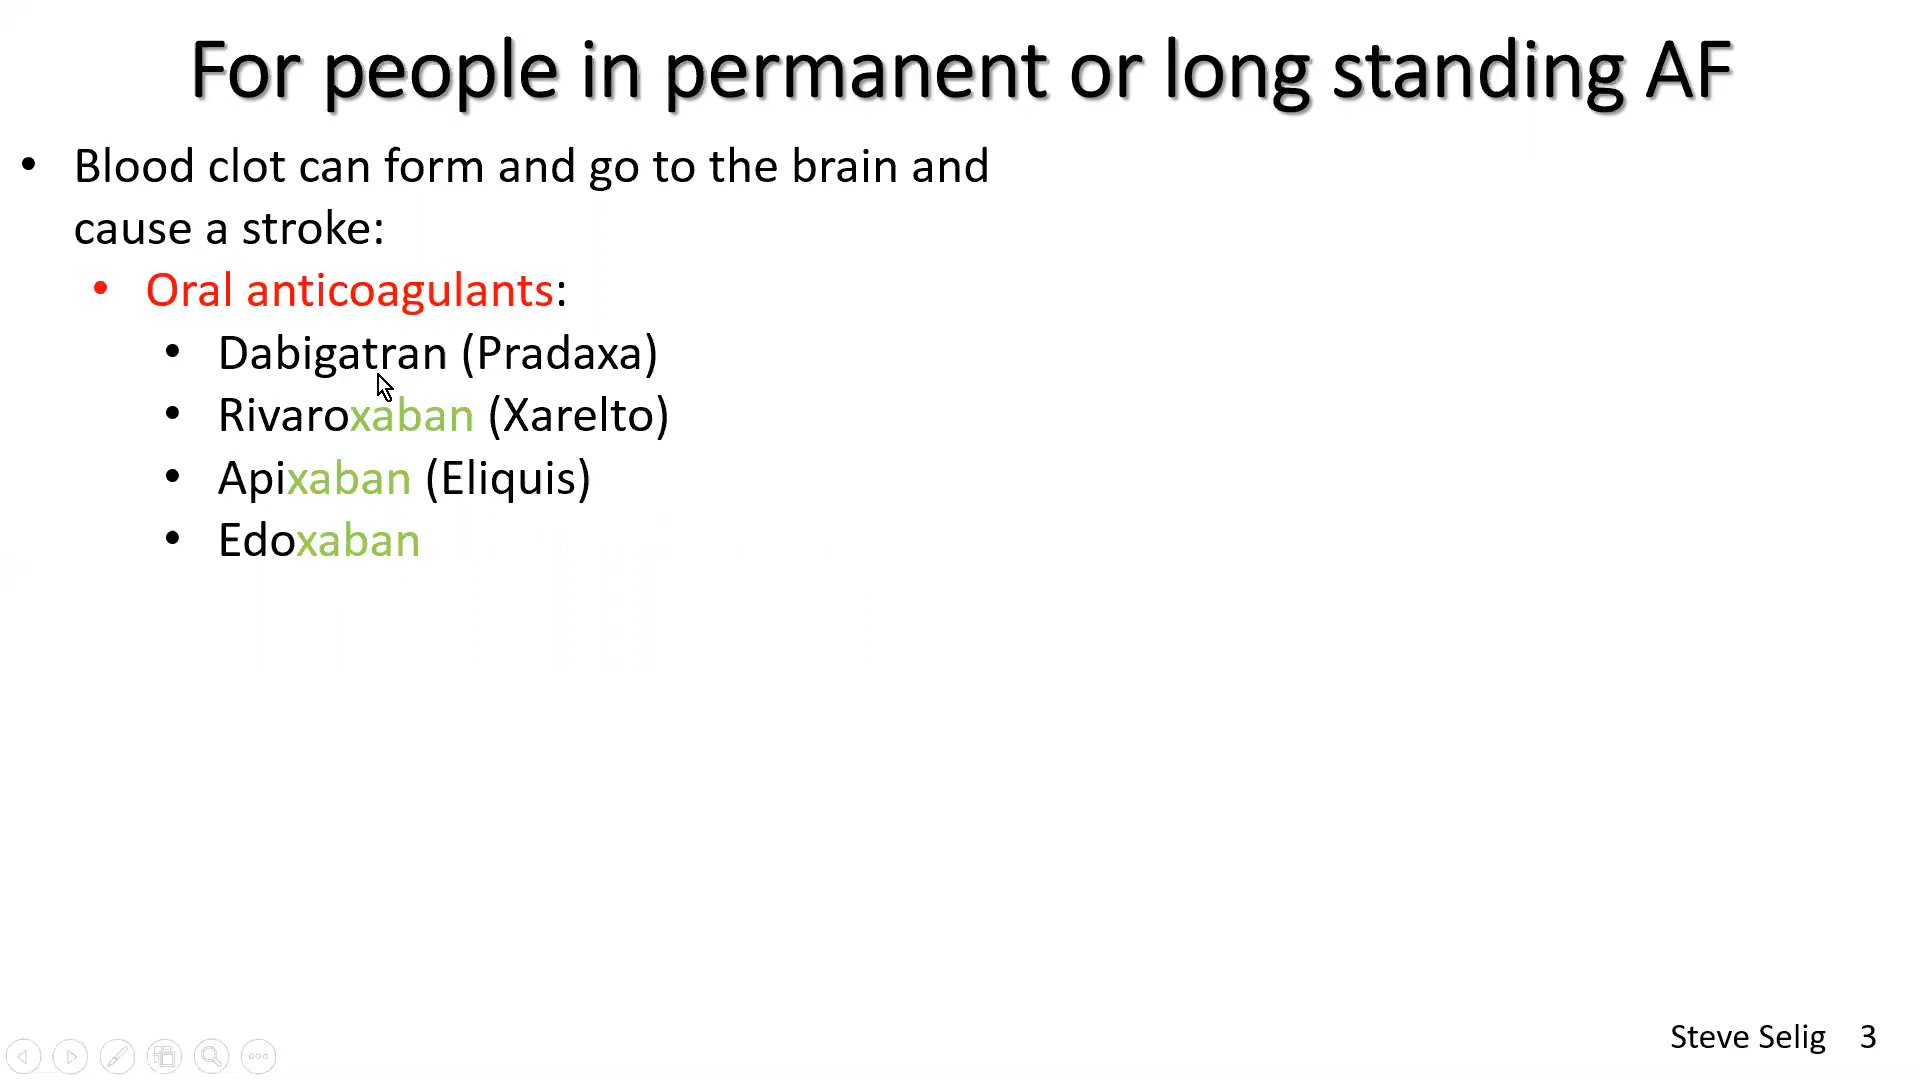 For people in permanent or long standing AF
• Blood clot can form and go to the brain and
cause a stroke:
• Oral anticoagulants:
• Dabigatran (Pradaxa)
• Rivaroxaban (Xarelto)
• Apixaban (Eliquis)
• Edoxaban
Steve Selig 3